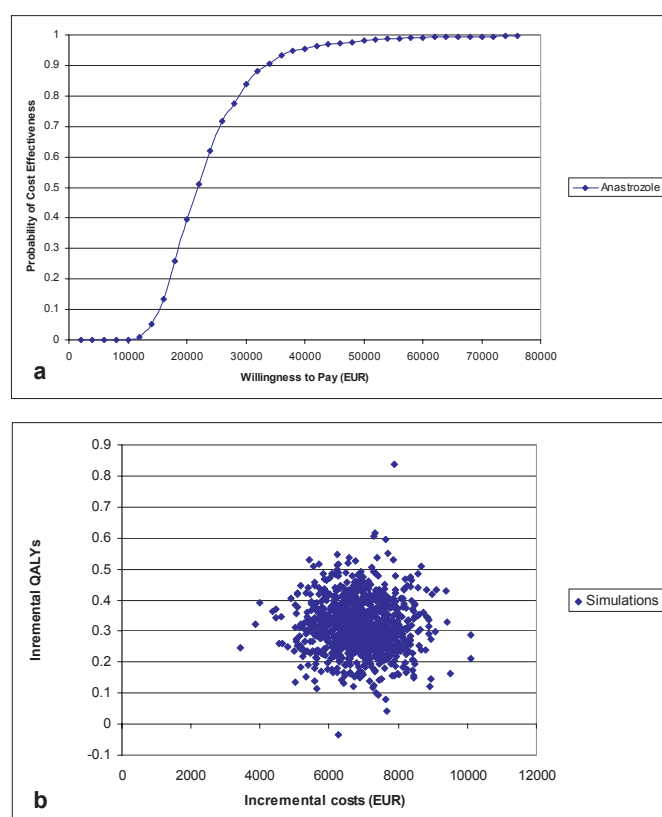 1
0.9
0.8
0.7
0.6
0.5
0.4
0.3
0.2
0.1
0
Probability of Cost Effectiveness
0 10000 20000 30000 40000 50000 60000 70000 80000
Willingness to Pay (EUR)
Anastrozole
a
0.9
0.8
0.7
0.6
0.5
0.4
0.3
0.2
0.1
0
-0.1
Inremental QALYs
0 2000 4000 6000 8000 10000 12000
Incremental costs (EUR)
Simulations
b